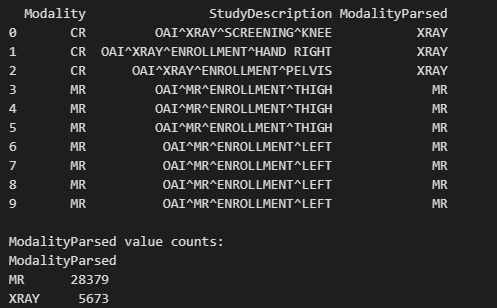 Modality StudyDescription ModalityParsed
0 CR OAI^XRAY^SCREENING^KNEE XRAY
1 CR OAI^XRAY^ENROLLMENT^HAND RIGHT XRAY
2 CR OAI^XRAY^ENROLLMENT^PELVIS XRAY
3 MR OAI^MR^ENROLLMENT^THIGH MR
4 MR OAI^MR^ENROLLMENT^THIGH MR
5 MR OAI^MR^ENROLLMENT^THIGH MR
6 MR OAI^MR^ENROLLMENT^LEFT MR
7 MR OAI^MR^ENROLLMENT^LEFT MR
8 MR OAI^MR^ENROLLMENT^LEFT MR
9 MR OAI^MR^ENROLLMENT^LEFT MR
ModalityParsed value counts:
ModalityParsed
MR 28379
XRAY 5673